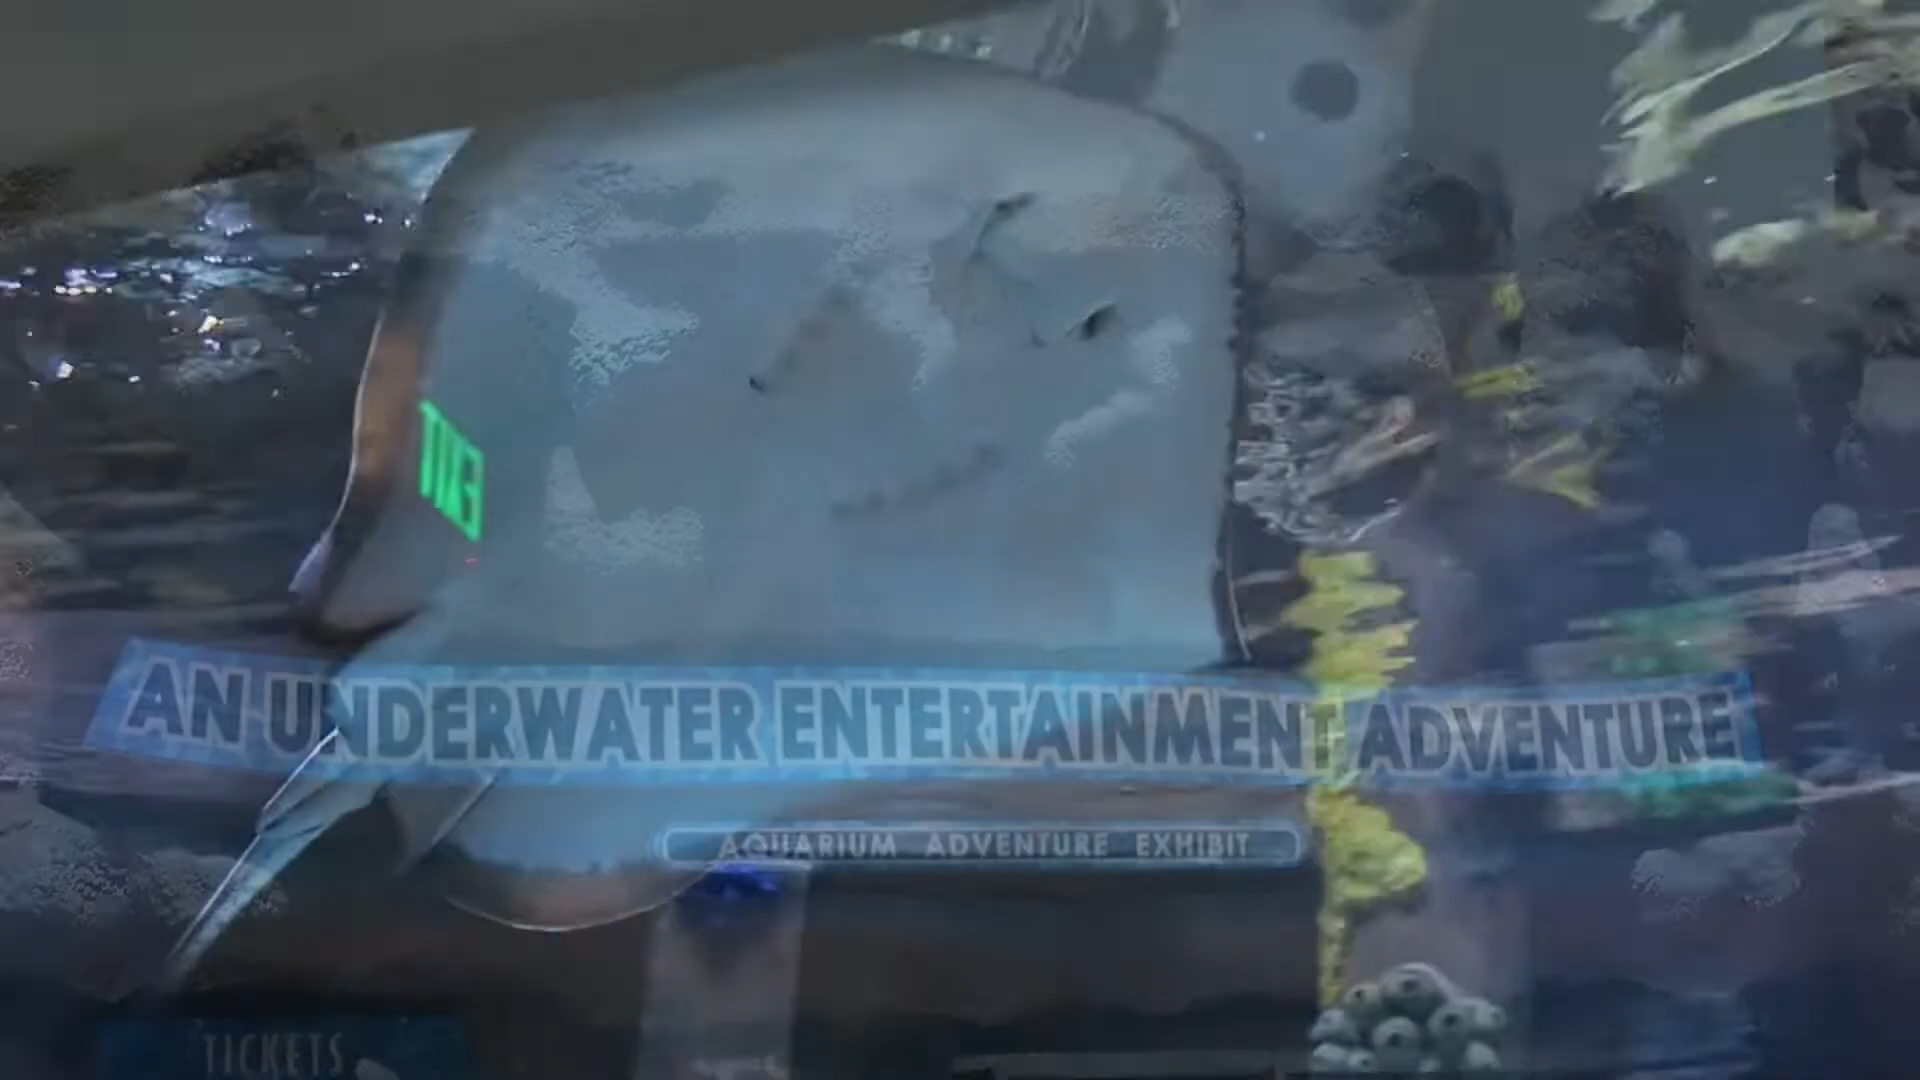 EXIT
AN UNDERWATER ENTERTAINMENT ADVENTURE
AQUARIUM ADVENTURE EXHIBIT
TICKETS